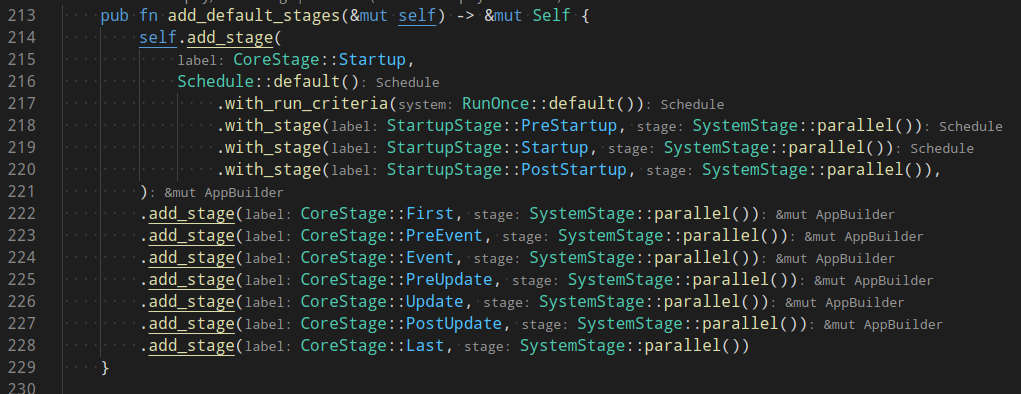 213 pub fn add_default_stages(&mut self) -> &mut Self {
214 self.add_stage(
215 label: CoreStage::Startup,
216 Schedule::default(): Schedule
217 .with_run_criteria(system: RunOnce::default()): Schedule
218 .with_stage(label: StartupStage::PreStartup, stage: SystemStage::parallel()): Schedule
219 .with_stage(label: StartupStage::Startup, stage: SystemStage::parallel()): Schedule
220 .with_stage(label: StartupStage::PostStartup, stage: SystemStage::parallel()),
221 ): &mut AppBuilder
222 .add_stage(label: CoreStage::First, stage: SystemStage::parallel()): &mut AppBuilder
223 .add_stage(label: CoreStage::PreEvent, stage: SystemStage::parallel()): &mut AppBuilder
224 .add_stage(label: CoreStage::Event, stage: SystemStage::parallel()): &mut AppBuilder
225 .add_stage(label: CoreStage::PreUpdate, stage: SystemStage::parallel()): &mut AppBuilder
226 .add_stage(label: CoreStage::Update, stage: SystemStage::parallel()): &mut AppBuilder
227 .add_stage(label: CoreStage::PostUpdate, stage: SystemStage::parallel()): &mut AppBuilder
228 .add_stage(label: CoreStage::Last, stage: SystemStage::parallel())
229 }
230